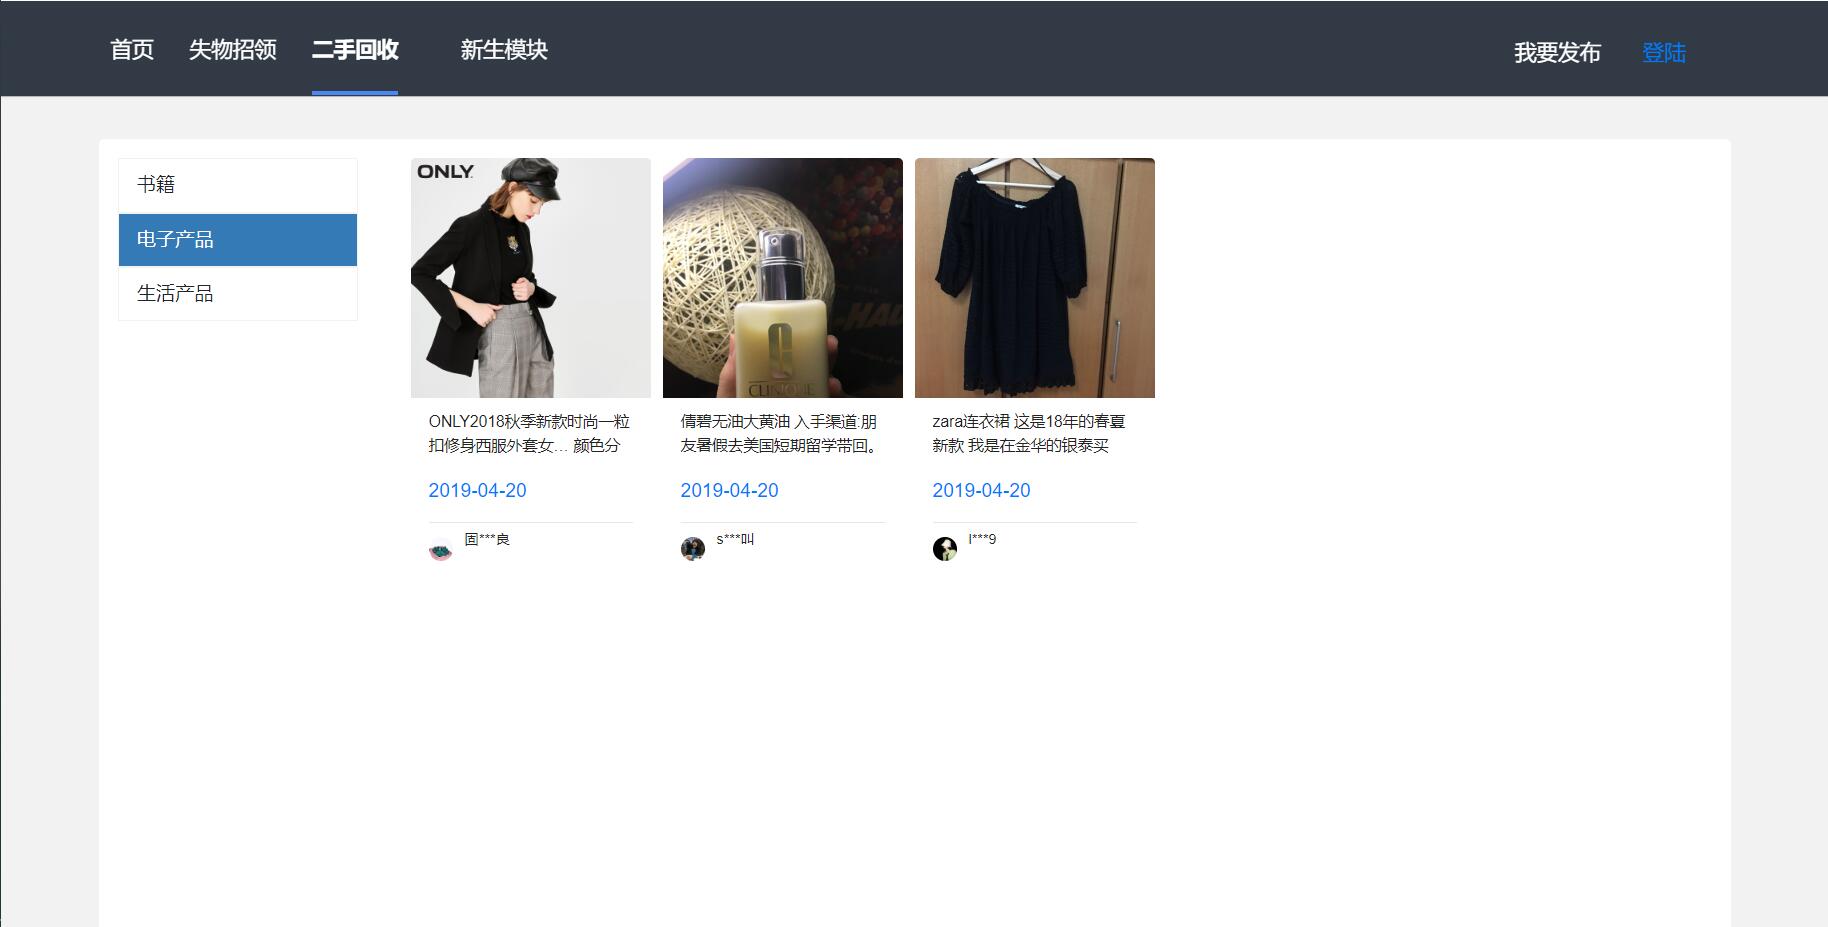 首页 失物招领 二手回收 新生模块 我要发布 登陆
书籍
电子产品
生活产品
ONLY
CLINIQUE
ONLY2018秋季新款时尚一粒
扣修身西服外套女… 颜色分
2019-04-20
固***良
倩碧无油大黄油 入手渠道:朋
友暑假去美国短期留学带回。
2019-04-20
s***叫
zara连衣裙 这是18年的春夏
新款 我是在金华的银泰买
2019-04-20
l***9